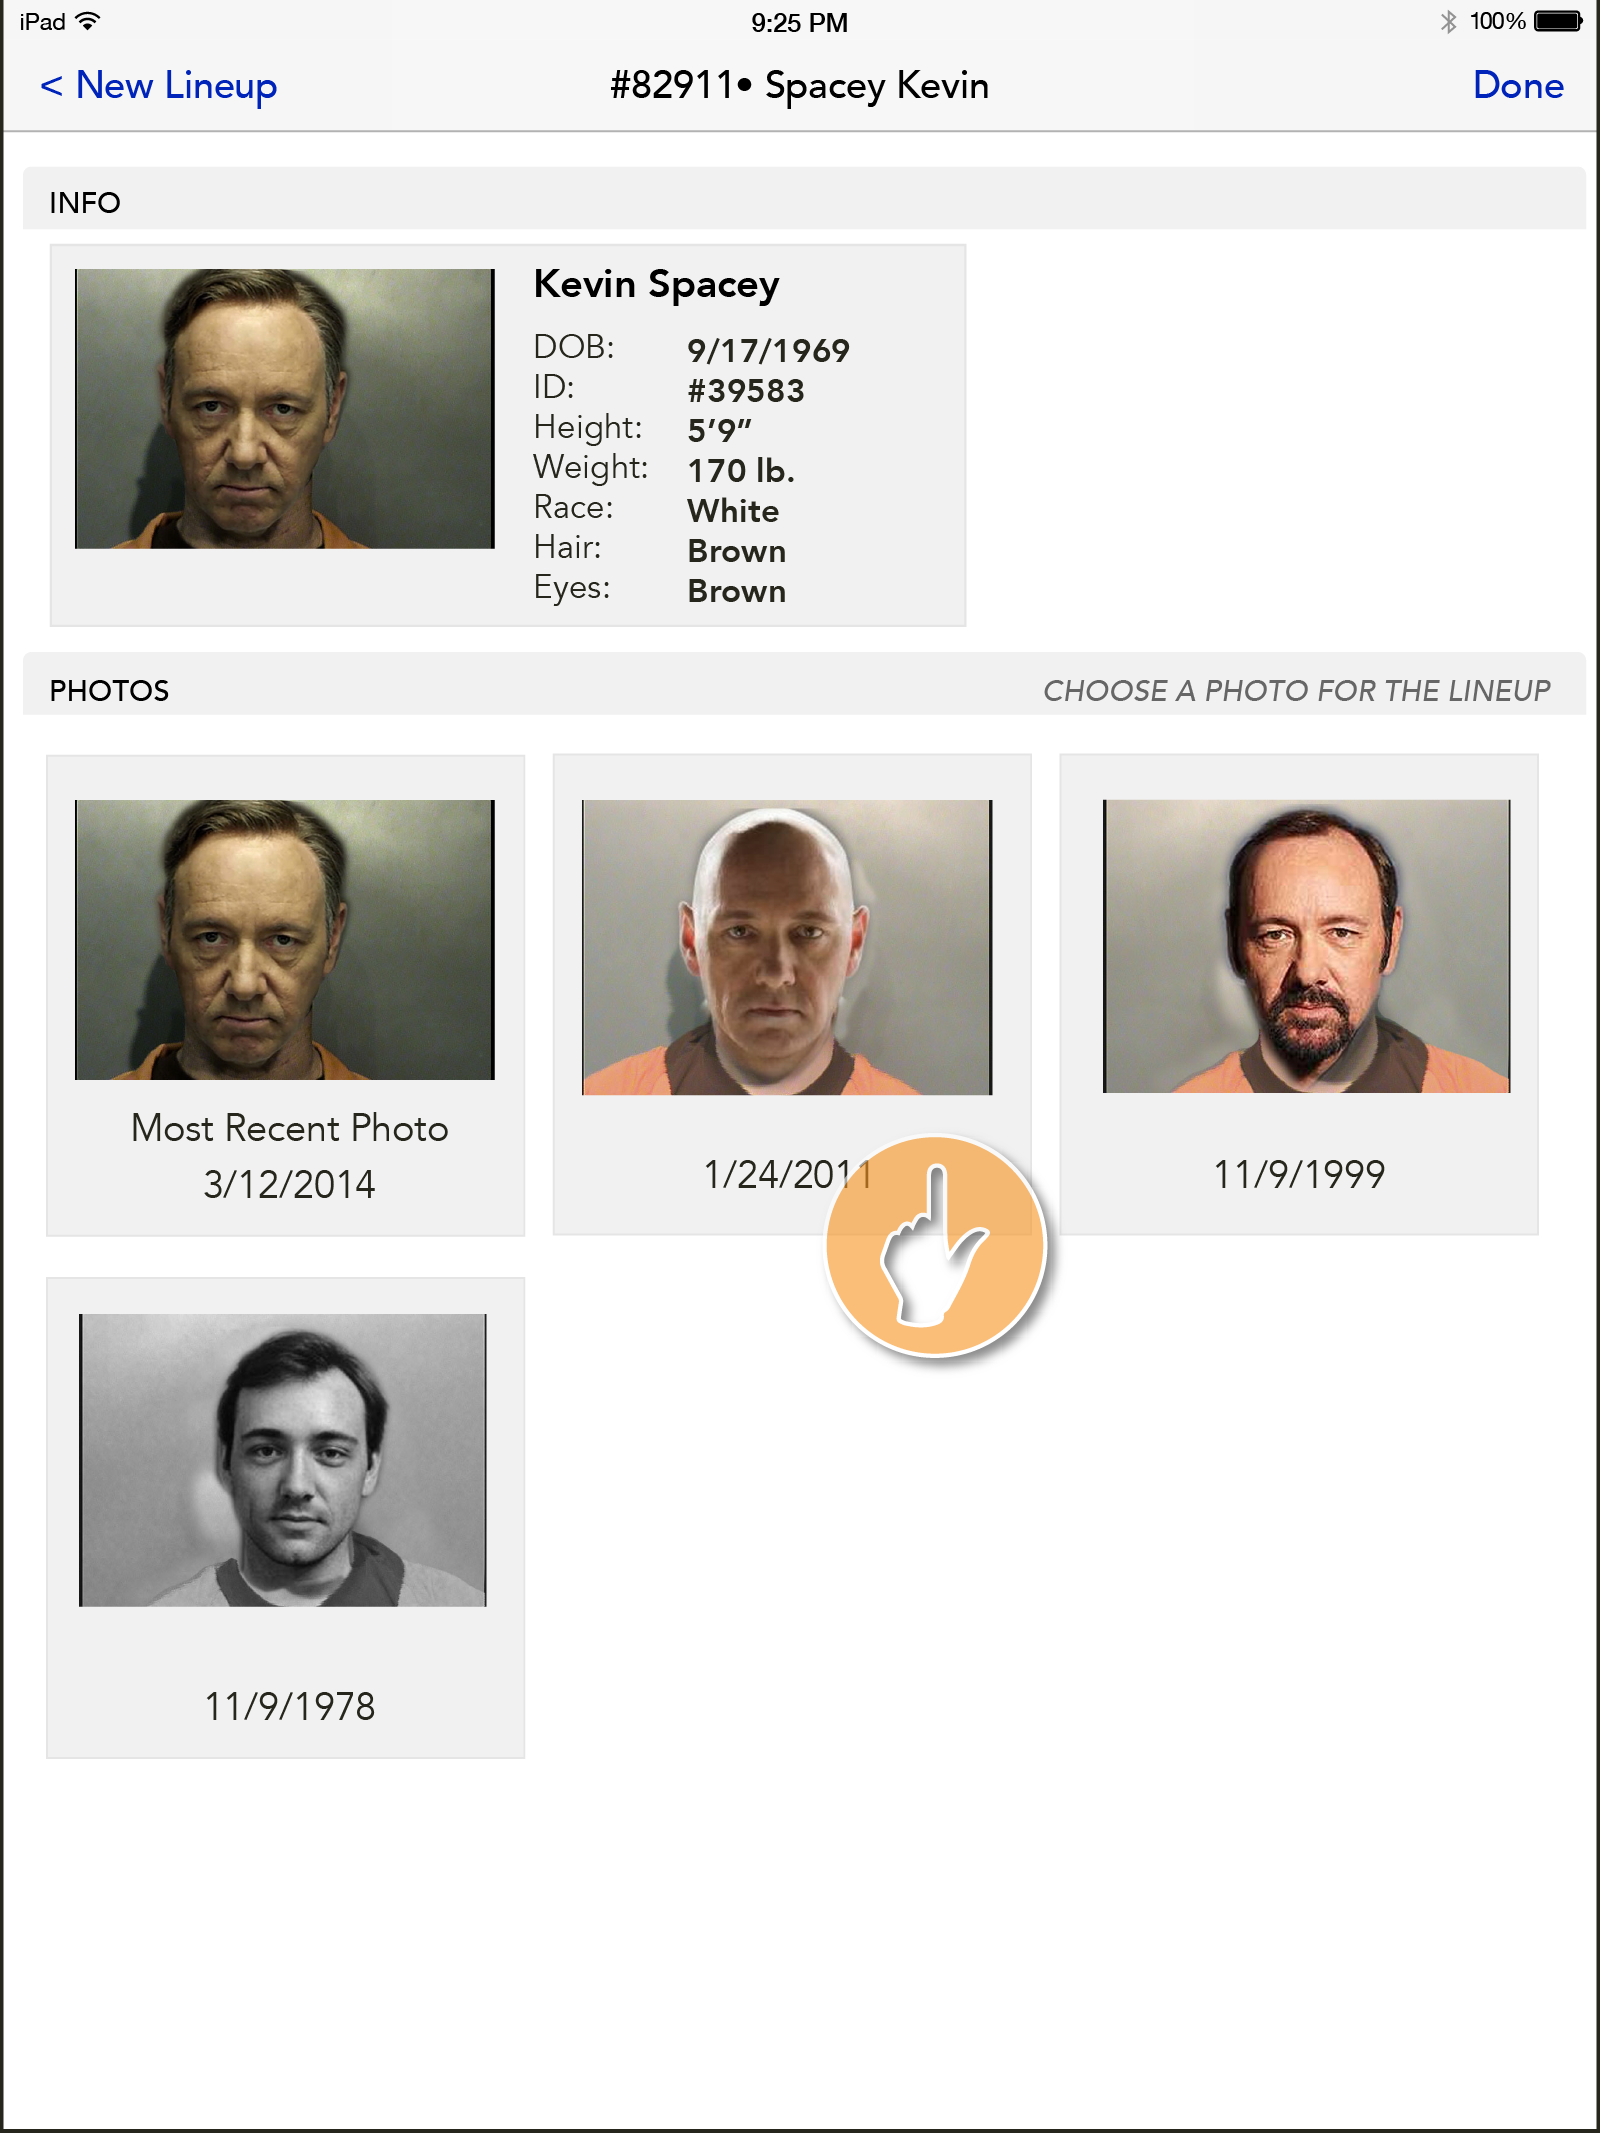 iPad 9:25 PM 100%
< New Lineup #82911• Spacey Kevin Done
INFO
Kevin Spacey
DOB: 9/17/1969
ID: #39583
Height: 5’9”
Weight: 170 lb.
Race: White
Hair: Brown
Eyes: Brown
PHOTOS CHOOSE A PHOTO FOR THE LINEUP
Most Recent Photo
3/12/2014 1/24/2011 11/9/1999
11/9/1978